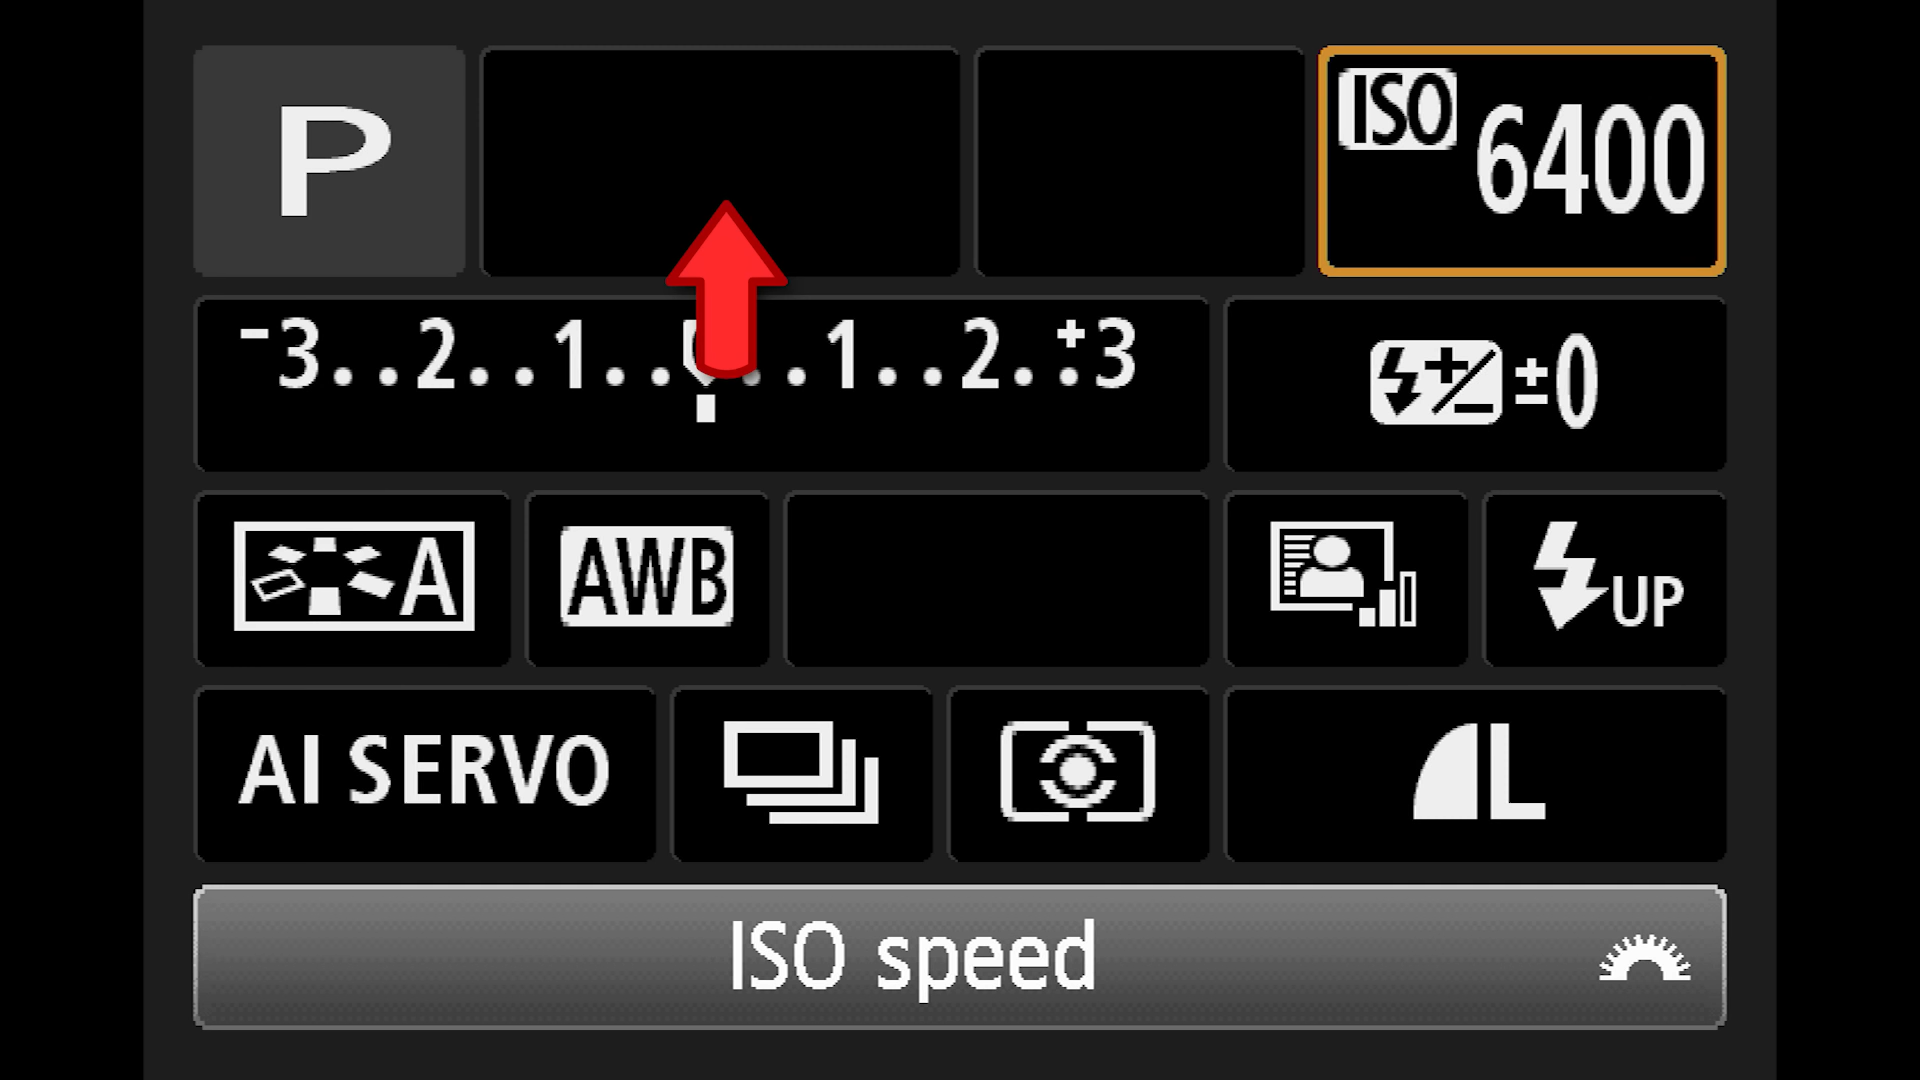 P
ISO 6400
-3..2..1..0..1..2..+3
±0
A
AWB
UP
AI SERVO
L
ISO speed